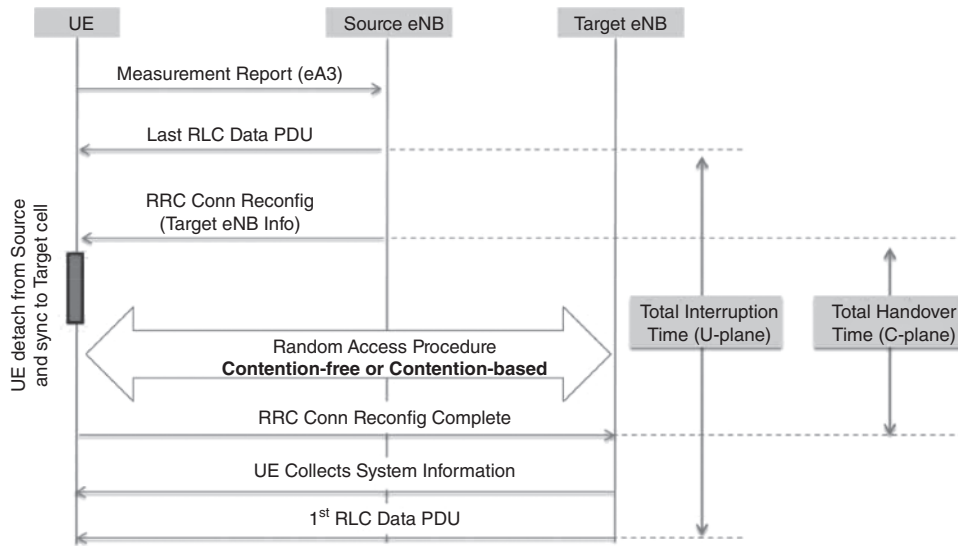 UE
Source eNB
Target eNB
Measurement Report (eA3)
Last RLC Data PDU
RRC Conn Reconfig
(Target eNB Info)
UE detach from Source
and sync to Target cell
Total Interruption
Time (U-plane)
Total Handover
Time (C-plane)
Random Access Procedure
Contention-free or Contention-based
RRC Conn Reconfig Complete
UE Collects System Information
1st RLC Data PDU